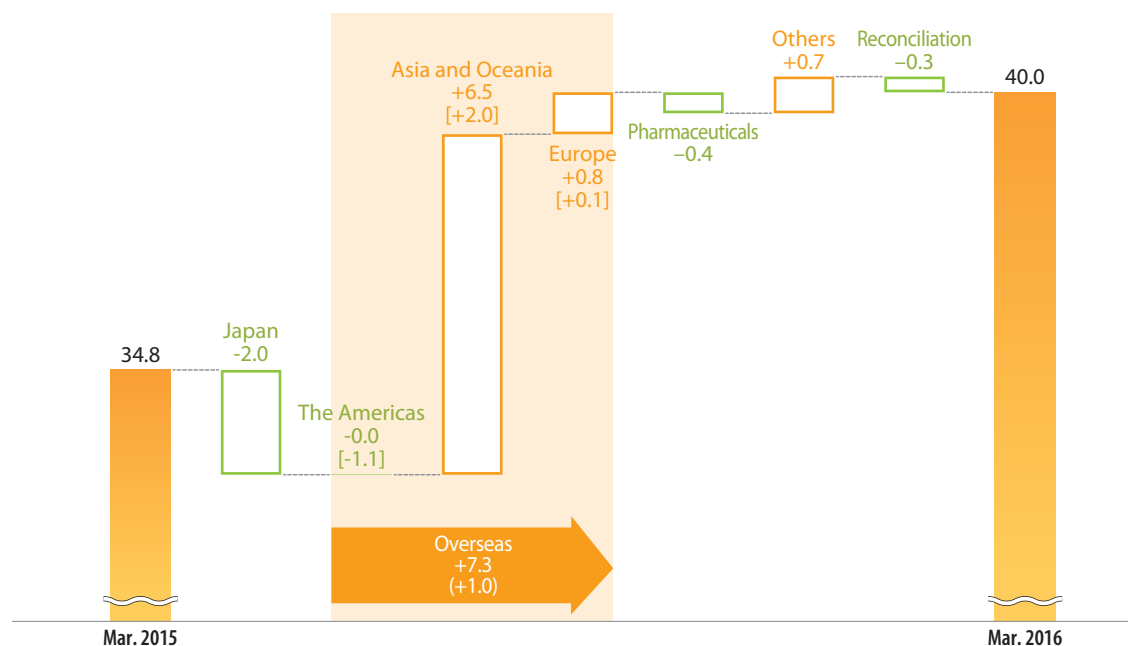 34.8
Japan
-2.0
The Americas
-0.0
[-1.1]
Asia and Oceania
+6.5
[+2.0]
Europe
+0.8
[+0.1]
Pharmaceuticals
–0.4
Others
+0.7
Reconciliation
–0.3
40.0
Overseas
+7.3
(+1.0)
Mar. 2015
Mar. 2016